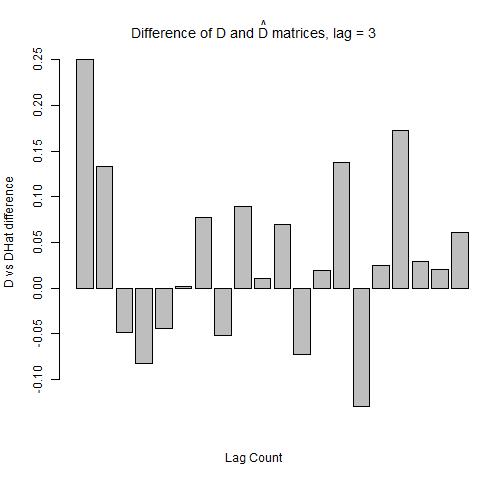 Difference of D and D̂ matrices, lag = 3
0.25
0.20
0.15
0.10
0.05
0.00
-0.05
-0.10
D vs DHat difference
Lag Count